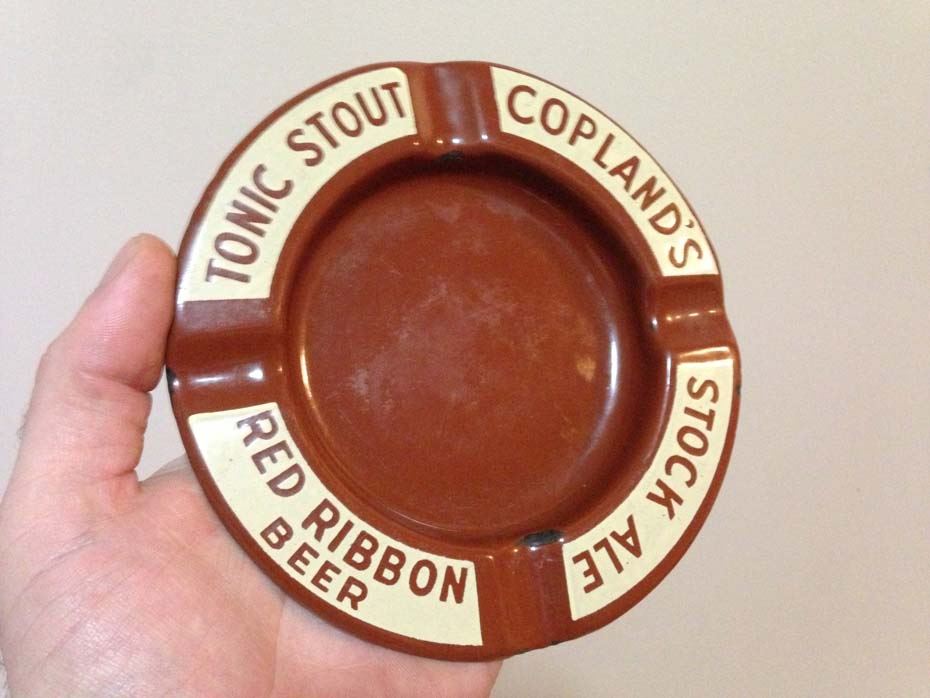 TONIC STOUT
COPLAND'S
STOCK ALE
RED RIBBON
BEER